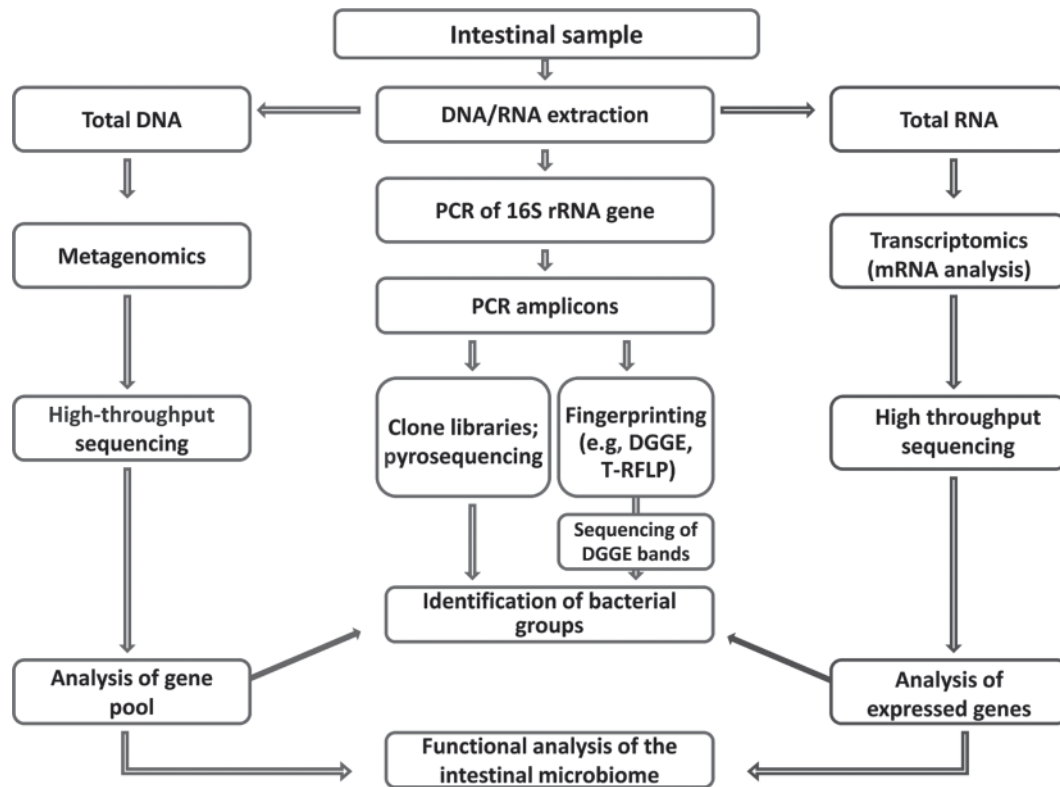 Intestinal sample
Total DNA
DNA/RNA extraction
Total RNA
PCR of 16S rRNA gene
Metagenomics
Transcriptomics
(mRNA analysis)
PCR amplicons
High-throughput
sequencing
Clone libraries;
pyrosequencing
Fingerprinting
(e.g, DGGE,
T-RFLP)
High throughput
sequencing
Sequencing of
DGGE bands
Identification of bacterial
groups
Analysis of gene
pool
Analysis of
expressed genes
Functional analysis of the
intestinal microbiome